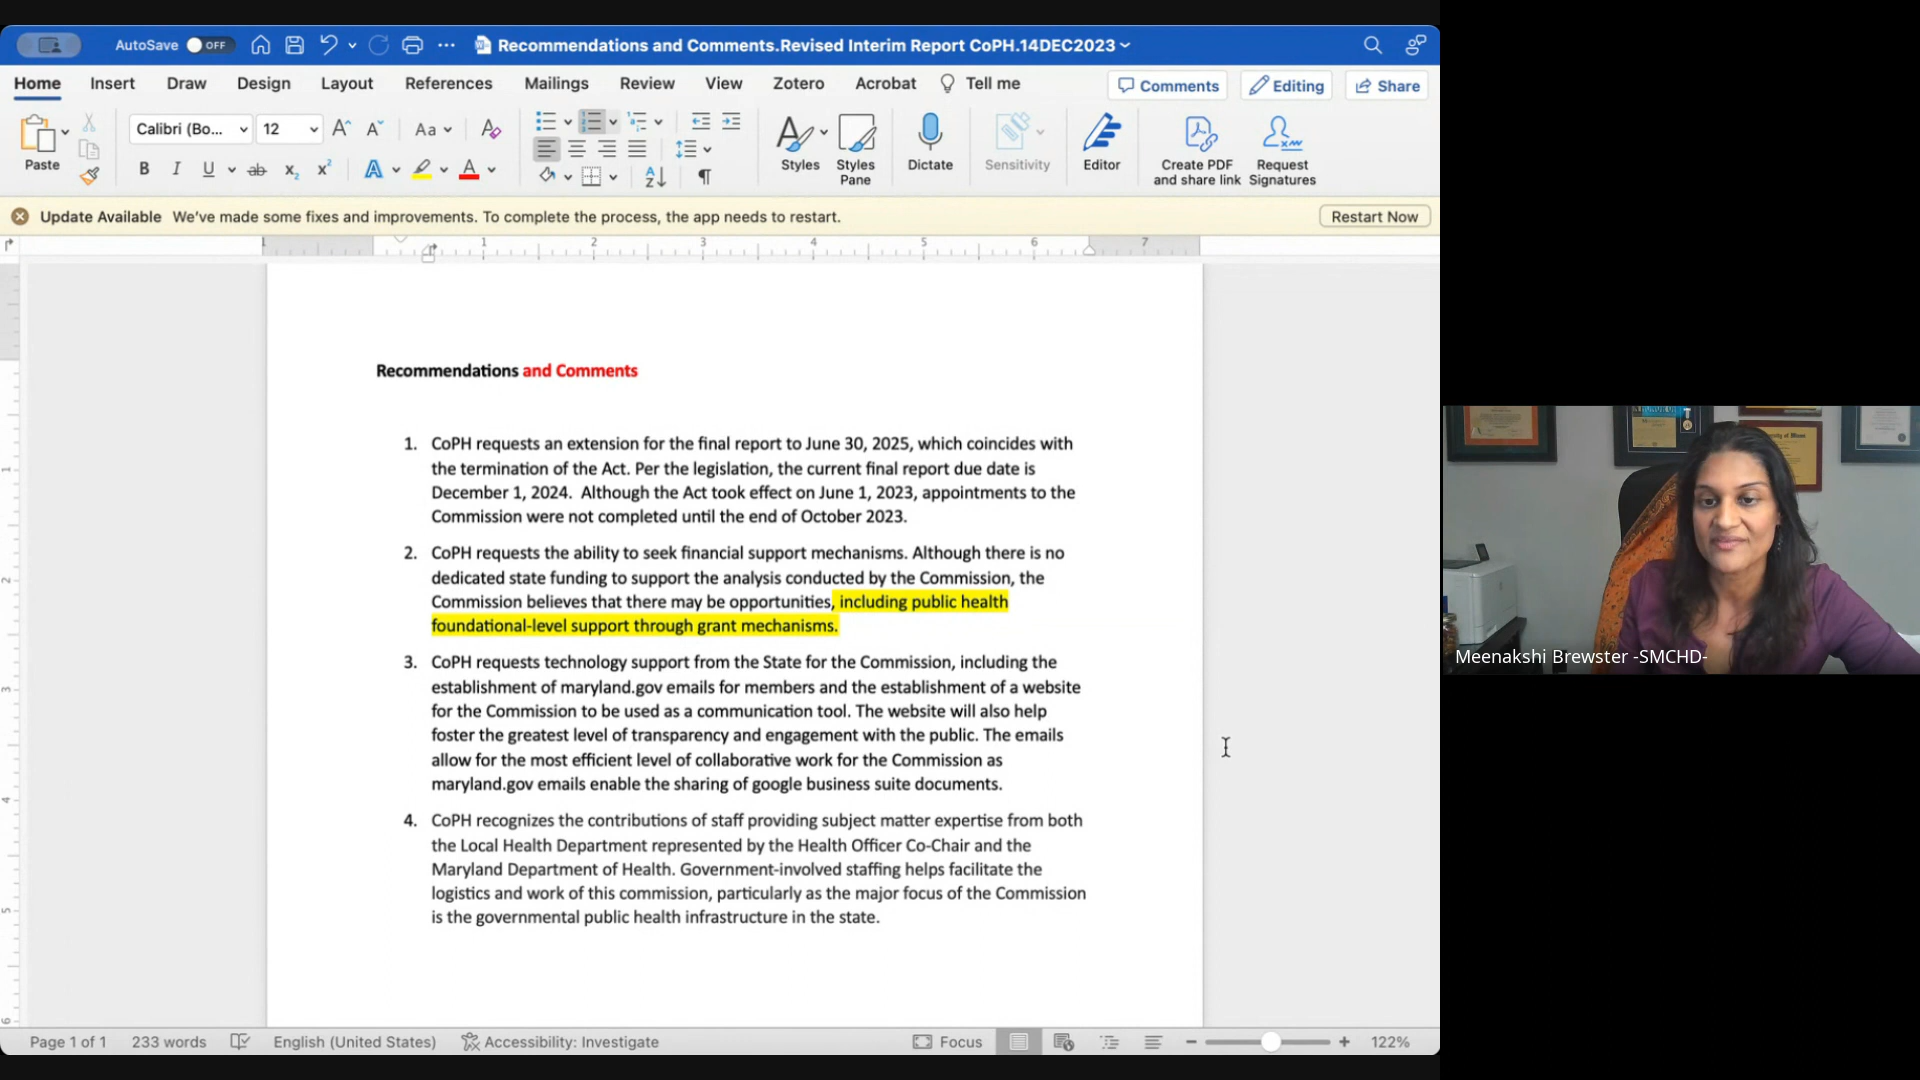 AutoSave OFF
Recommendations and Comments.Revised Interim Report CoPH.14DEC2023
Home Insert Draw Design Layout References Mailings Review View Zotero Acrobat Tell me Comments Editing Share
Paste
Calibri (Bo... 12
Aa
Styles
Styles Pane
Dictate
Sensitivity
Editor
Create PDF and share link
Request Signatures
Update Available We've made some fixes and improvements. To complete the process, the app needs to restart. Restart Now
1 1 2 3 4 5 6 7
Recommendations and Comments
1. CoPH requests an extension for the final report to June 30, 2025, which coincides with
the termination of the Act. Per the legislation, the current final report due date is
December 1, 2024. Although the Act took effect on June 1, 2023, appointments to the
Commission were not completed until the end of October 2023.
2. CoPH requests the ability to seek financial support mechanisms. Although there is no
dedicated state funding to support the analysis conducted by the Commission, the
Commission believes that there may be opportunities, including public health
foundational-level support through grant mechanisms.
3. CoPH requests technology support from the State for the Commission, including the
establishment of maryland.gov emails for members and the establishment of a website
for the Commission to be used as a communication tool. The website will also help
foster the greatest level of transparency and engagement with the public. The emails
allow for the most efficient level of collaborative work for the Commission as
maryland.gov emails enable the sharing of google business suite documents.
4. CoPH recognizes the contributions of staff providing subject matter expertise from both
the Local Health Department represented by the Health Officer Co-Chair and the
Maryland Department of Health. Government-involved staffing helps facilitate the
logistics and work of this commission, particularly as the major focus of the Commission
is the governmental public health infrastructure in the state.
Page 1 of 1 233 words English (United States) Accessibility: Investigate Focus 122%
Meenakshi Brewster -SMCHD-